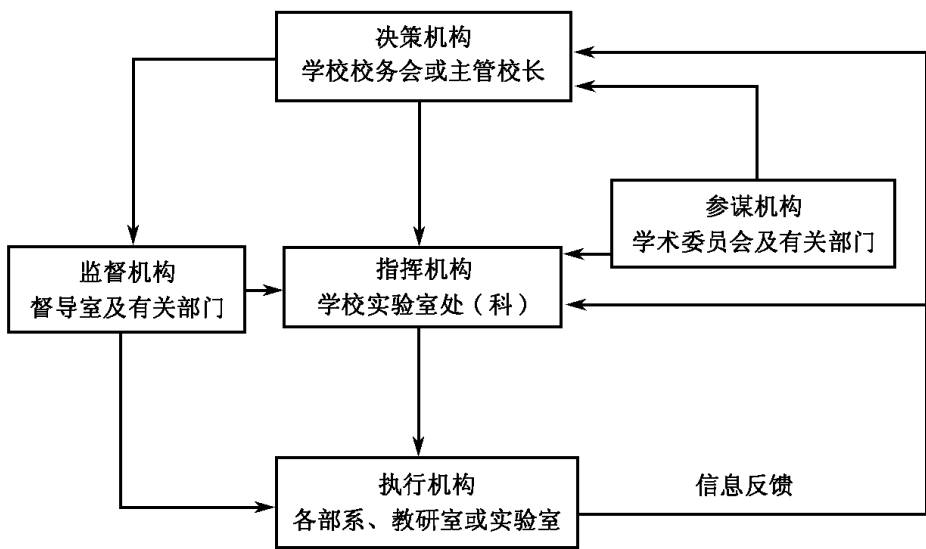 决策机构
学校校务会或主管校长
参谋机构
学术委员会及有关部门
监督机构
督导室及有关部门
指挥机构
学校实验室处（科）
执行机构
各部系、教研室或实验室
信息反馈